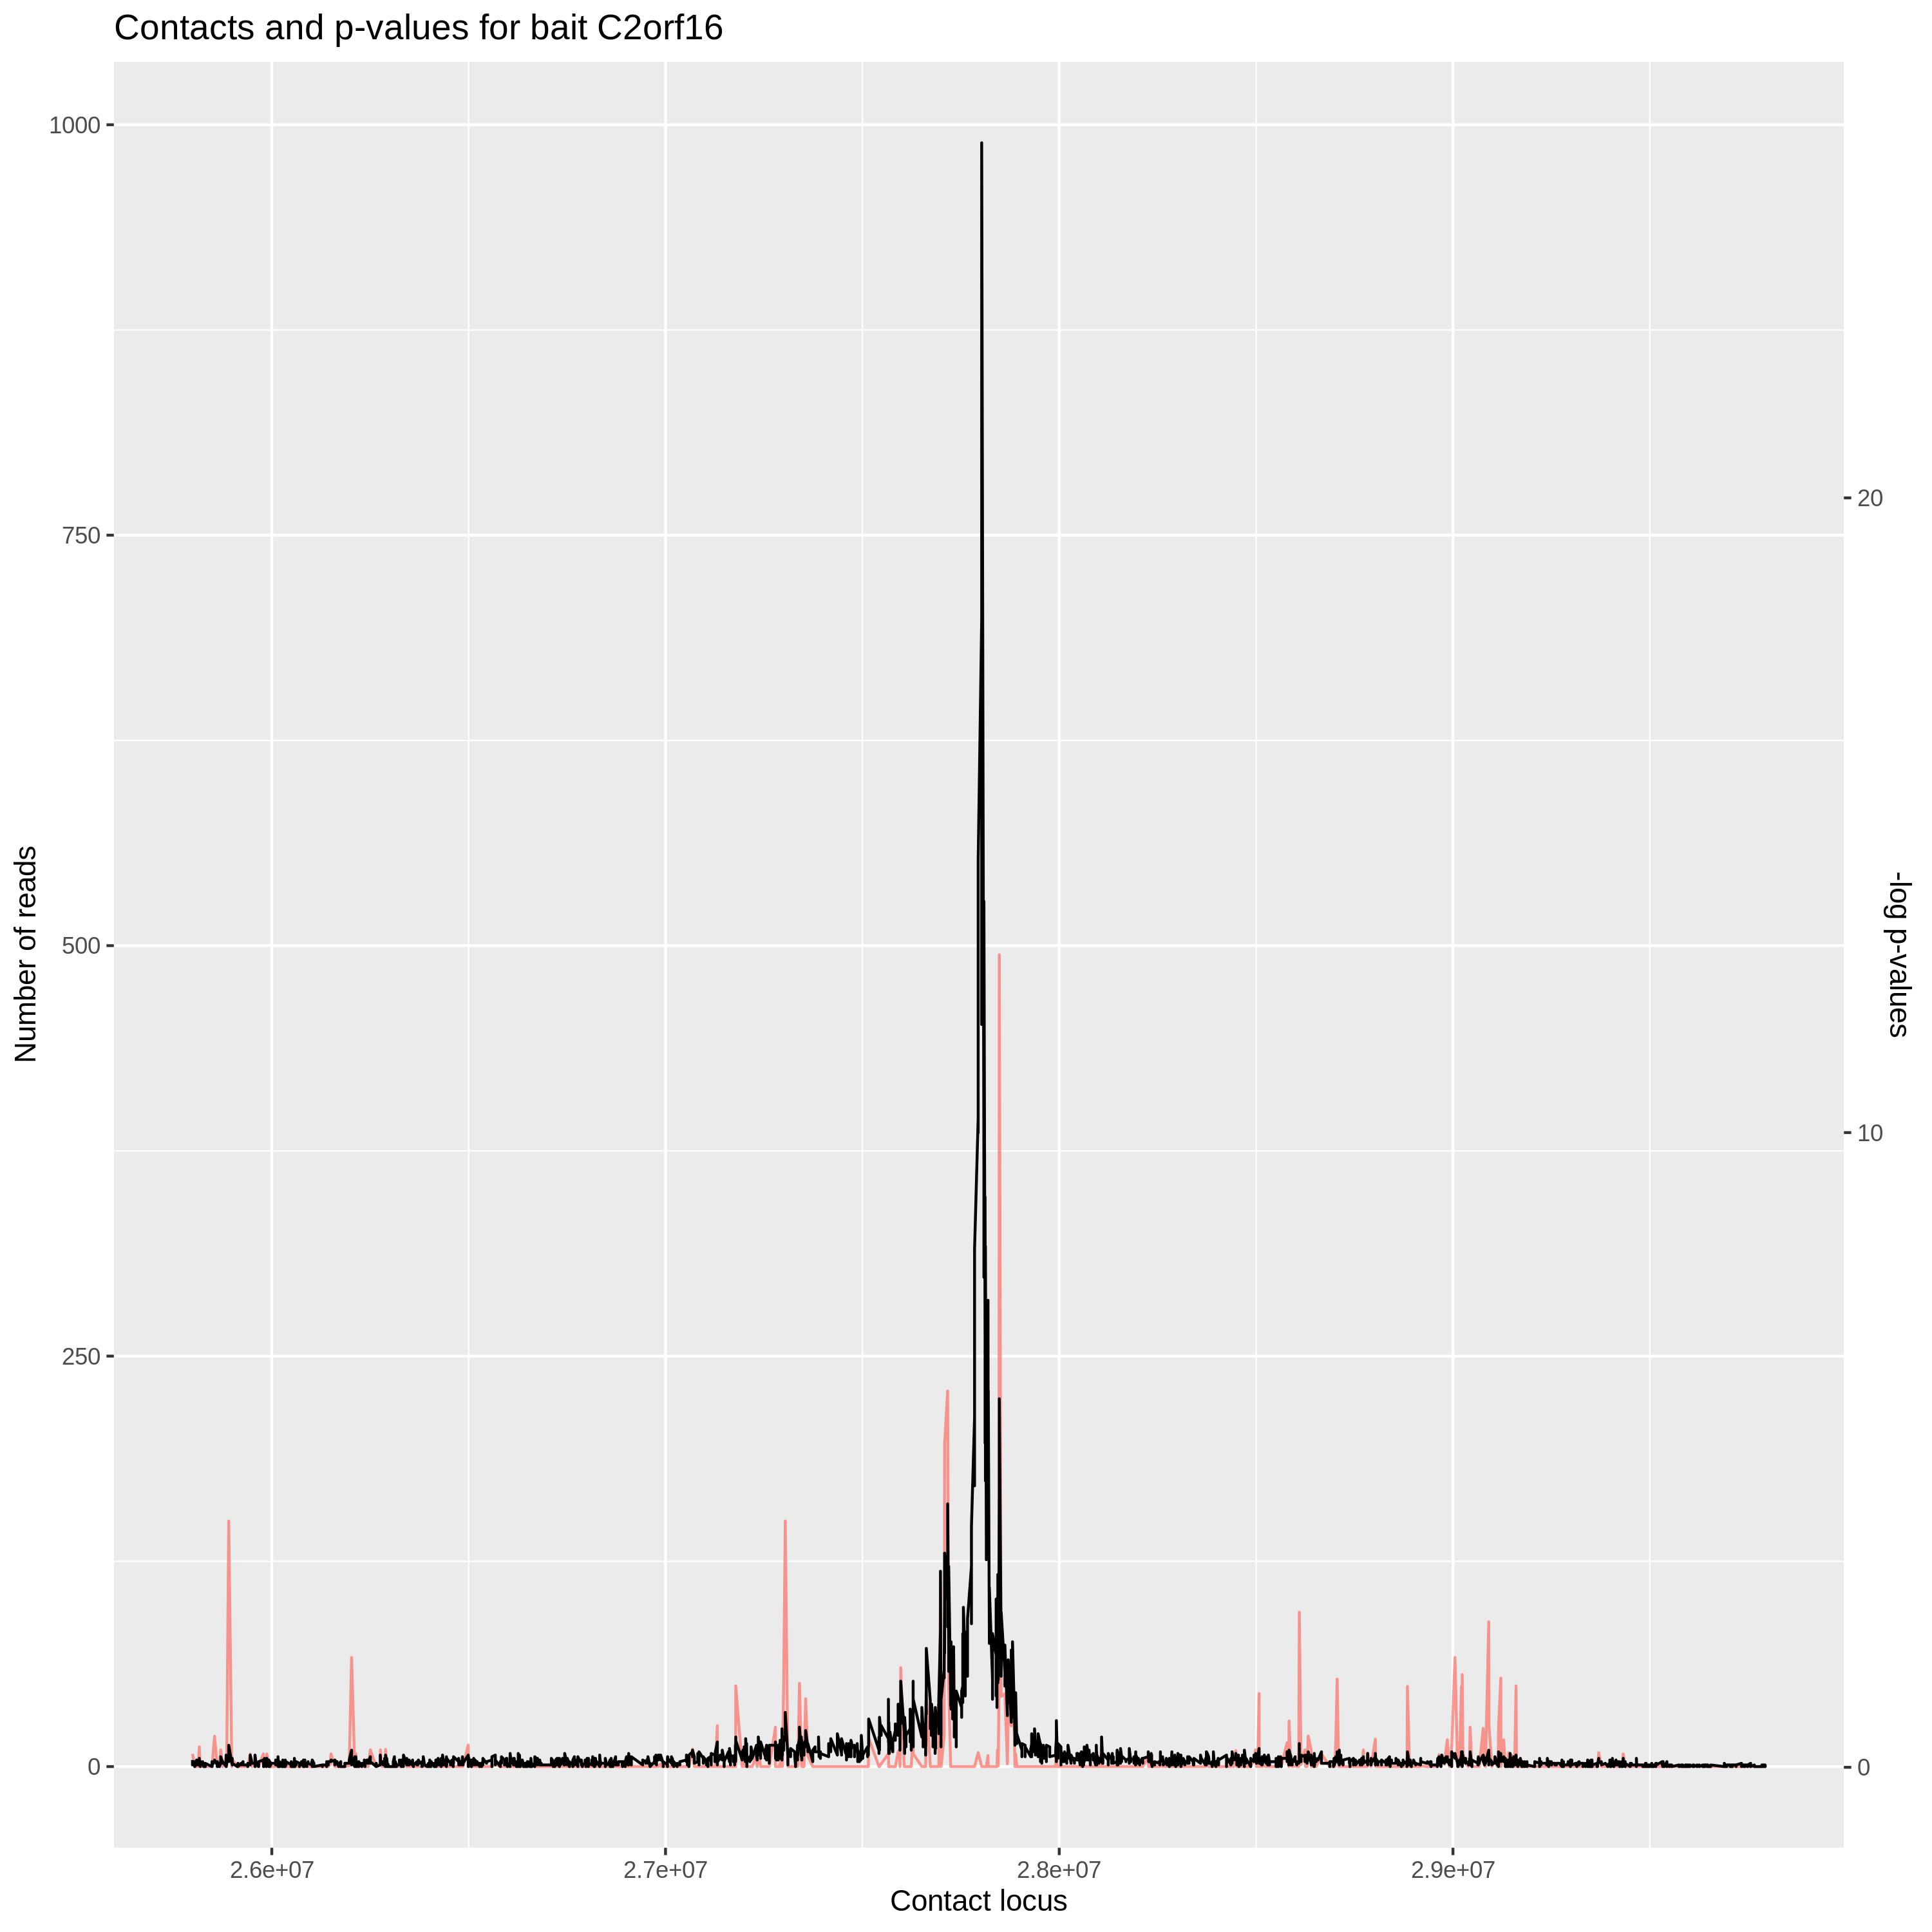 Contacts and p-values for bait C2orf16
1000
750
500
250
0
Number of reads
20
10
0
-log p-values
2.6e+07
2.7e+07
2.8e+07
2.9e+07
Contact locus